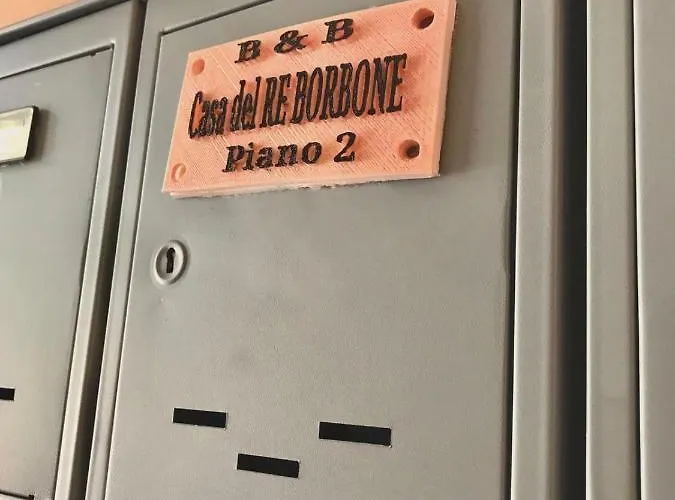 B & B
Casa del RE BORBONE
Piano 2